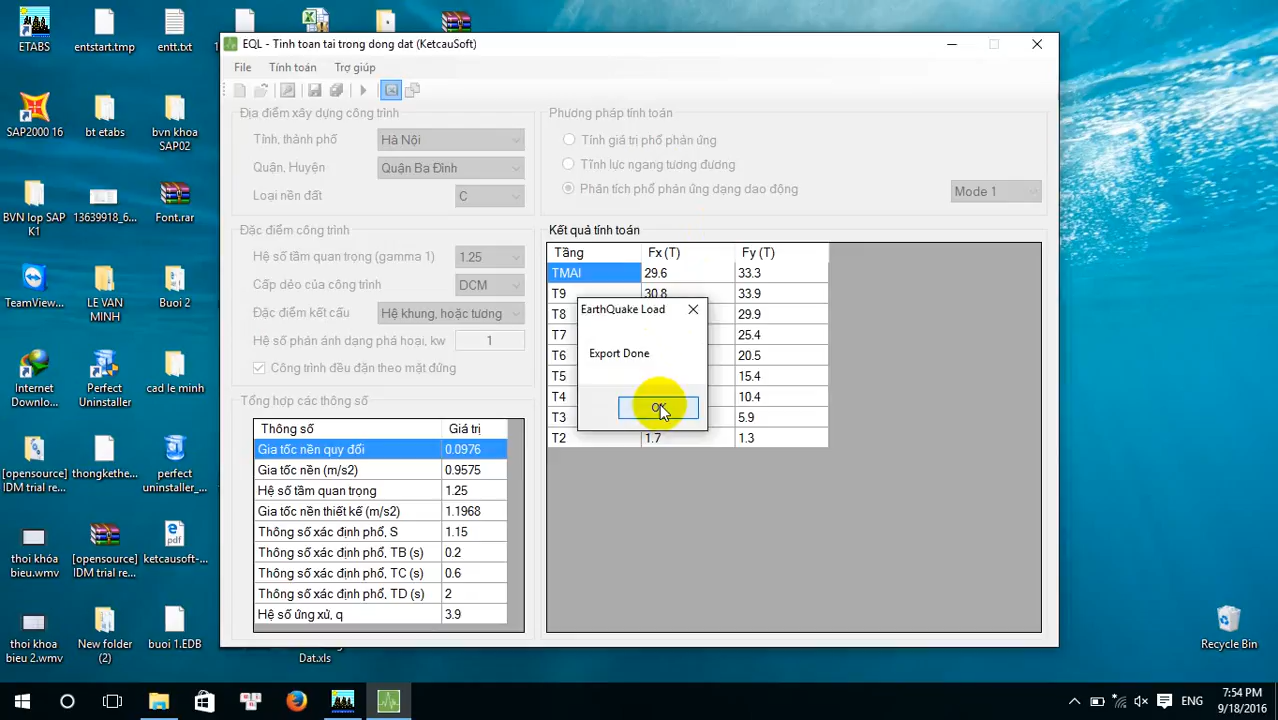 ETABS
entstart.tmp
entt.txt
EQL - Tinh toan tai trong dong dat (KetcauSoft)
File Tính toán Trợ giúp
SAP2000 16
bt etabs
bvn khoa
SAP02
BVN lop SAP
K1
13639918_6...
Font.rar
TeamView...
LE VAN
MINH
Buoi 2
Internet
Downlo...
Perfect
Uninstaller
cad le minh
[opensource]
IDM trial re...
thongkethe...
perfect
uninstaller_...
thoi khóa
bieu.wmv
[opensource]
IDM trial re...
ketcausoft-...
thoi khoa
bieu 2.wmv
New folder
(2)
buoi 1.EDB
Dat.xls
Địa điểm xây dựng công trình
Tỉnh, thành phố Hà Nội
Quận, Huyện Quận Ba Đình
Loại nền đất C
Đặc điểm công trình
Hệ số tầm quan trọng (gamma 1) 1.25
Cấp dẻo của công trình DCM
Đặc điểm kết cấu Hệ khung, hoặc tương
Hệ số phản ánh dạng phá hoại, kw 1
Công trình đều đặn theo mặt đứng
Tổng hợp các thông số
Thông số Giá trị
Gia tốc nền quy đổi 0.0976
Gia tốc nền (m/s2) 0.9575
Hệ số tầm quan trọng 1.25
Gia tốc nền thiết kế (m/s2) 1.1968
Thông số xác định phổ, S 1.15
Thông số xác định phổ, TB (s) 0.2
Thông số xác định phổ, TC (s) 0.6
Thông số xác định phổ, TD (s) 2
Hệ số ứng xử, q 3.9
Phương pháp tính toán
Tính giá trị phổ phản ứng
Tĩnh lực ngang tương đương
Phân tích phổ phản ứng dạng dao động Mode 1
Kết quả tính toán
Tầng Fx (T) Fy (T)
TMAI 29.6 33.3
T9 30.8 33.9
T8 29.9
T7 25.4
T6 20.5
T5 15.4
T4 10.4
T3 5.9
T2 1.7 1.3
EarthQuake Load
Export Done
OK
Recycle Bin
ENG
7:54 PM
9/18/2016